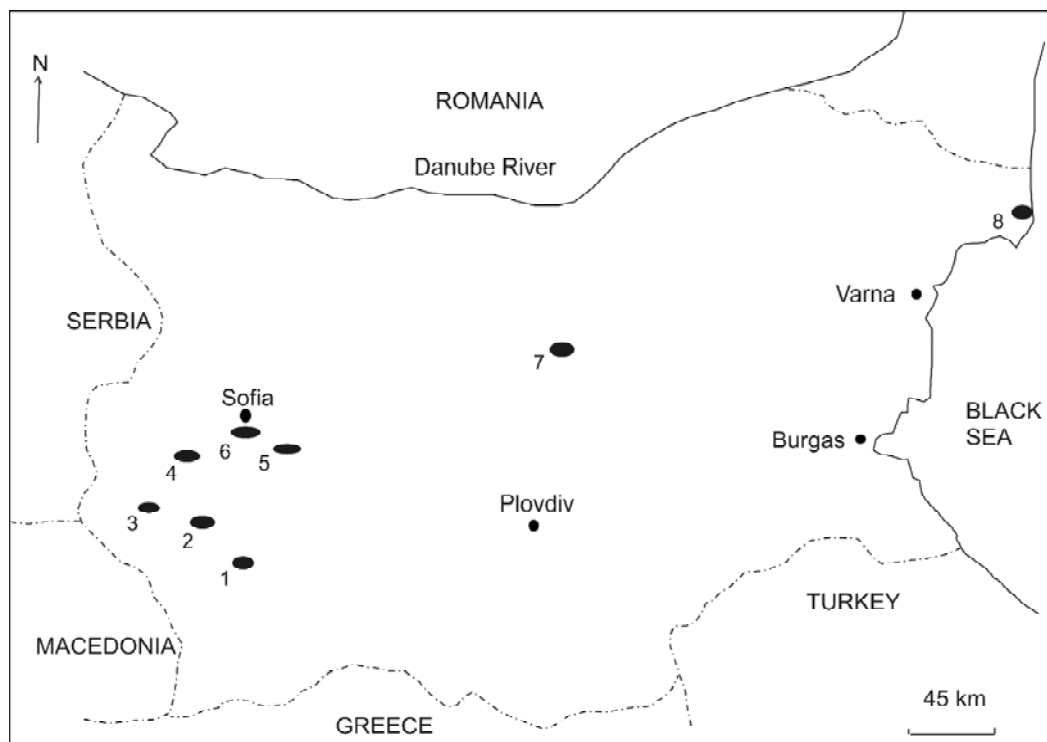 N
ROMANIA
Danube River
8
Varna
SERBIA
7
Sofia
BLACK
SEA
6
5
Burgas
4
3
2
Plovdiv
1
TURKEY
MACEDONIA
45 km
GREECE